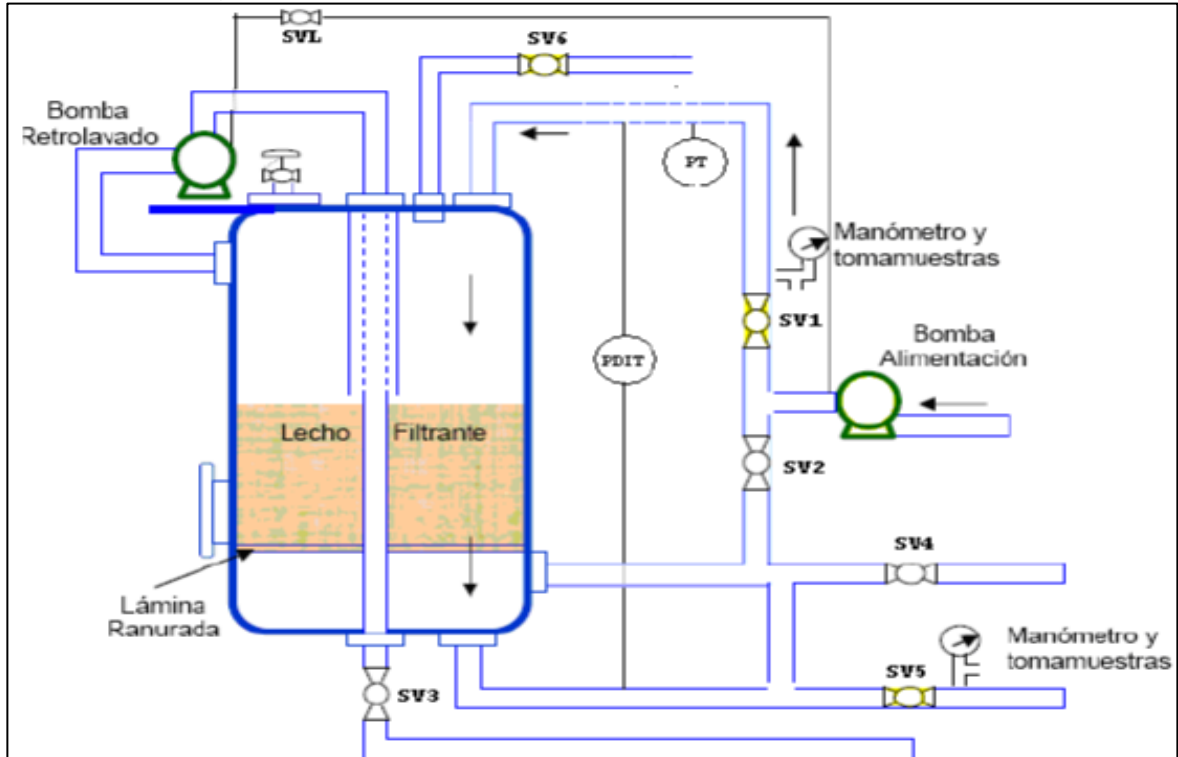 SVL
SV6
Bomba
Retrolavado
PT
Manómetro y
tomamuestras
SV1
Bomba
Alimentación
PDIT
Lecho Filtrante
SV2
SV4
Lámina
Ranurada
Manómetro y
tomamuestras
SV5
SV3